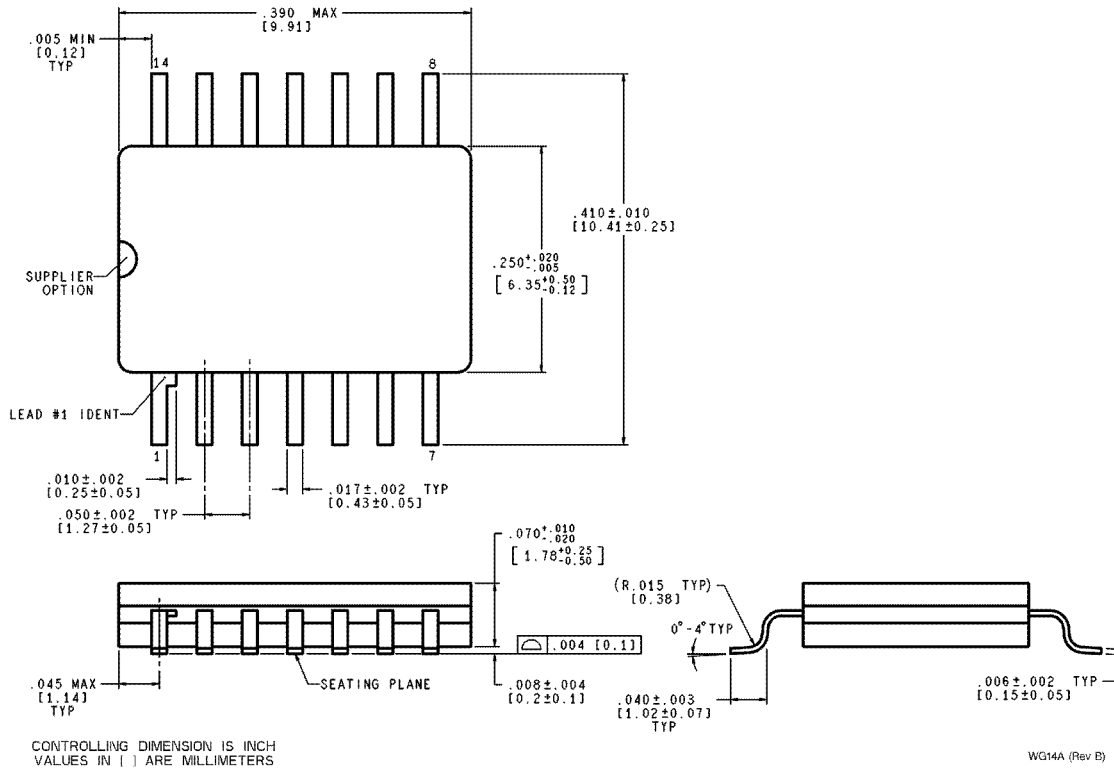 .390 MAX
[9.91]
.005 MIN
[0.12]
TYP
14
8
.410±.010
[10.41±0.25]
.250+.020
-.005
[ 6.35+0.50
-0.12 ]
SUPPLIER
OPTION
LEAD #1 IDENT
1
7
.010±.002
[0.25±0.05]
.017±.002 TYP
[0.43±0.05]
.050±.002 TYP
[1.27±0.05]
.070+.010
-.020
[ 1.78+0.25
-0.50 ]
(R.015 TYP)
[0.38]
0°-4° TYP
.004 [0.1]
SEATING PLANE
.008±.004
[0.2±0.1]
.045 MAX
[1.14]
TYP
.040±.003
[1.02±0.07]
TYP
.006±.002 TYP
[0.15±0.05]
CONTROLLING DIMENSION IS INCH
VALUES IN [ ] ARE MILLIMETERS
WG14A (Rev B)